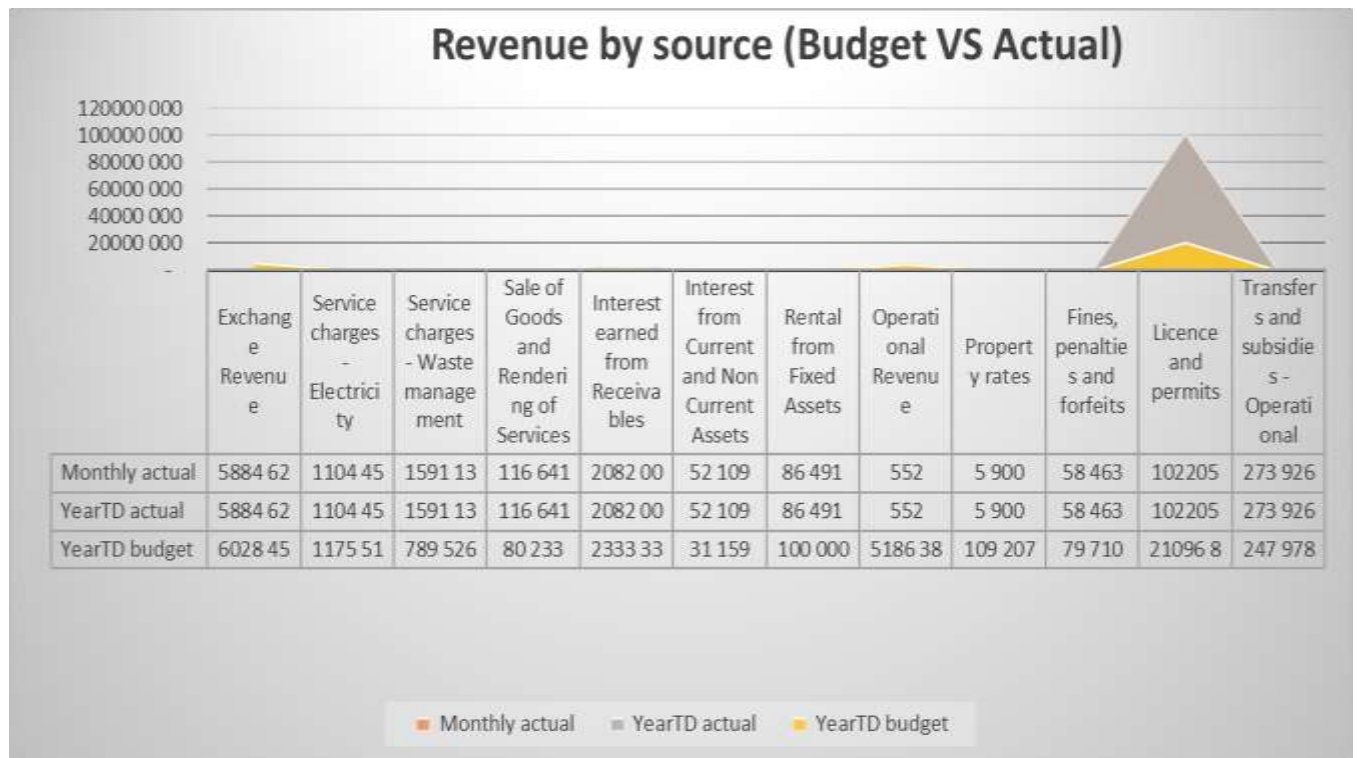 Revenue by source (Budget VS Actual)
120000 000
100000 000
80000 000
60000 000
40000 000
20000 000
-
Exchang
e
Revenu
e
Service
charges
-
Electrici
ty
Service
charges
- Waste
manage
ment
Sale of
Goods
and
Renderi
ng of
Services
Interest
earned
from
Receiva
bles
Interest
from
Current
and Non
Current
Assets
Rental
from
Fixed
Assets
Operati
onal
Revenu
e
Propert
y rates
Fines,
penaltie
s and
forfeits
Licence
and
permits
Transfer
s and
subsidie
s -
Operati
onal
Monthly actual 5884 62 1104 45 1591 13 116 641 2082 00 52 109 86 491 552 5 900 58 463 102205 273 926
YearTD actual 5884 62 1104 45 1591 13 116 641 2082 00 52 109 86 491 552 5 900 58 463 102205 273 926
YearTD budget 6028 45 1175 51 789 526 80 233 2333 33 31 159 100 000 5186 38 109 207 79 710 21096 8 247 978
Monthly actual YearTD actual YearTD budget